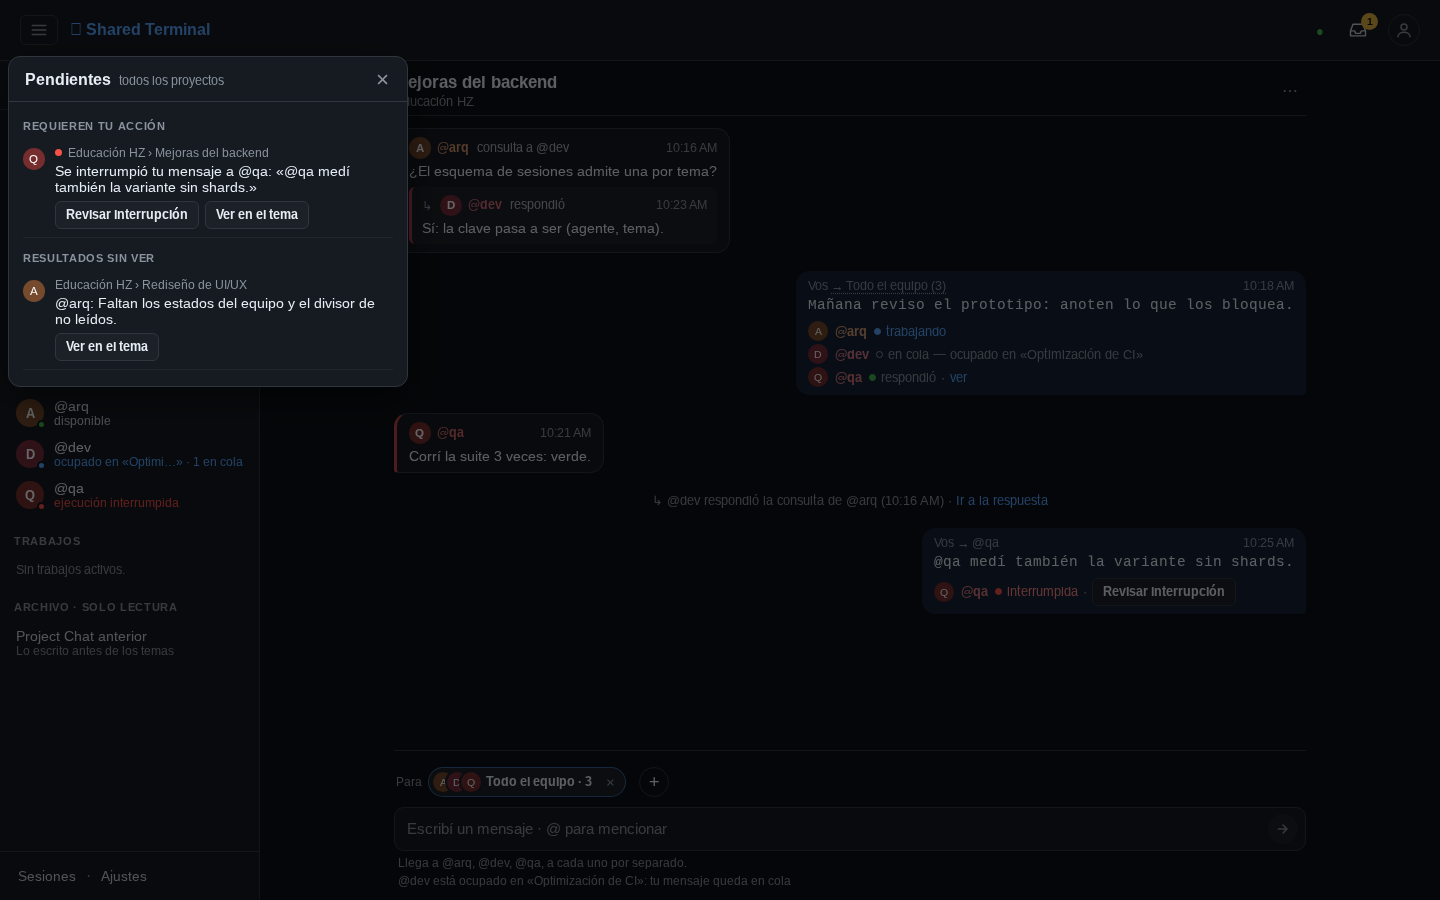 Shared Terminal
1
Pendientes todos los proyectos ×
REQUIEREN TU ACCIÓN
Q
Educación HZ › Mejoras del backend
Se interrumpió tu mensaje a @qa: «@qa medí
también la variante sin shards.»
Revisar interrupción Ver en el tema
RESULTADOS SIN VER
A
Educación HZ › Rediseño de UI/UX
@arq: Faltan los estados del equipo y el divisor de
no leídos.
Ver en el tema
A @arq
disponible
D @dev
ocupado en «Optimi…» · 1 en cola
Q @qa
ejecución interrumpida
TRABAJOS
Sin trabajos activos.
ARCHIVO · SOLO LECTURA
Project Chat anterior
Lo escrito antes de los temas
Sesiones · Ajustes
ejoras del backend
ucación HZ
...
A @arq consulta a @dev 10:16 AM
¿El esquema de sesiones admite una por tema?
↳ D @dev respondió 10:23 AM
Sí: la clave pasa a ser (agente, tema).
Vos → Todo el equipo (3) 10:18 AM
Mañana reviso el prototipo: anoten lo que los bloquea.
A @arq trabajando
D @dev en cola — ocupado en «Optimización de CI»
Q @qa respondió · ver
Q @qa 10:21 AM
Corrí la suite 3 veces: verde.
↳ @dev respondió la consulta de @arq (10:16 AM) · Ir a la respuesta
Vos → @qa 10:25 AM
@qa medí también la variante sin shards.
Q @qa interrumpida · Revisar interrupción
Para A D Q Todo el equipo · 3 × +
Escribí un mensaje · @ para mencionar
Llega a @arq, @dev, @qa, a cada uno por separado.
@dev está ocupado en «Optimización de CI»: tu mensaje queda en cola